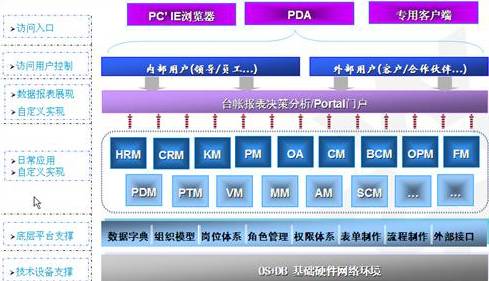 访问入口
PC' IE浏览器
PDA
专用客户端
访问用户控制
内部用户(领导/员工...)
外部用户(客户/合作伙伴...)
数据报表展现
自定义实现
台帐报表决策分析/Portal门户
日常应用
自定义实现
HRM CRM KM PM OA CM BCM OPM FM
PDM PTM VM MM AM SCM ... ...
底层平台支撑
数据字典 组织模型 岗位体系 角色管理 权限体系 表单制作 流程制作 外部接口
技术设备支撑
OS+DB 基础硬件网络环境